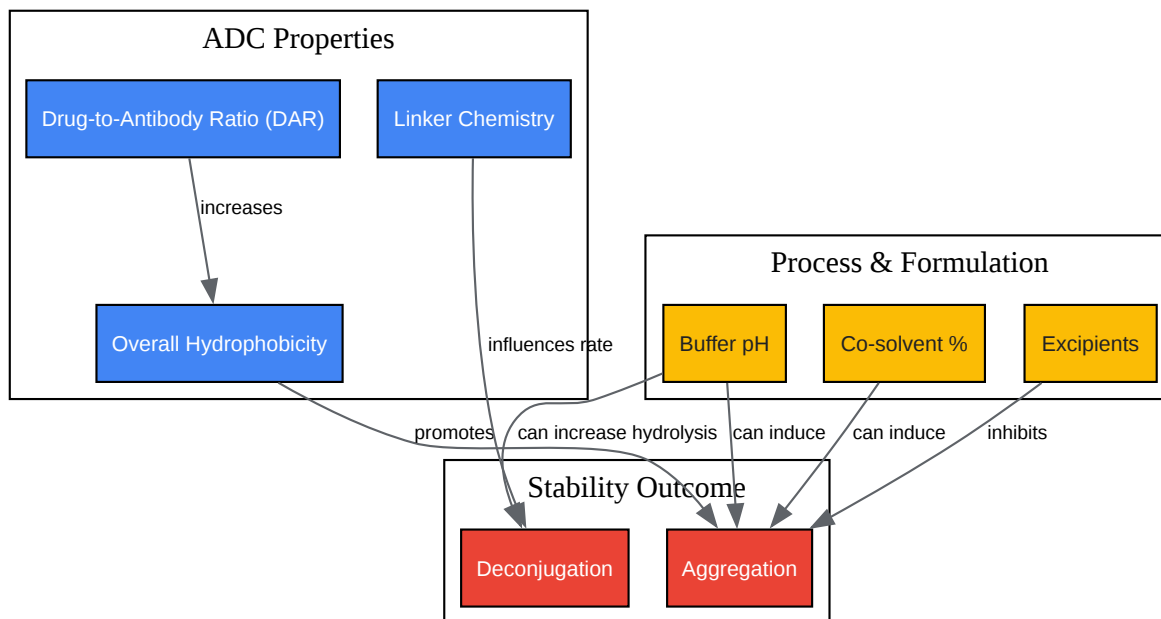 ADC Properties
Drug-to-Antibody Ratio (DAR)
Linker Chemistry
increases
Overall Hydrophobicity
Process & Formulation
Buffer pH
Co-solvent %
Excipients
influences rate
promotes
can increase hydrolysis
can induce
can induce
inhibits
Stability Outcome
Deconjugation
Aggregation